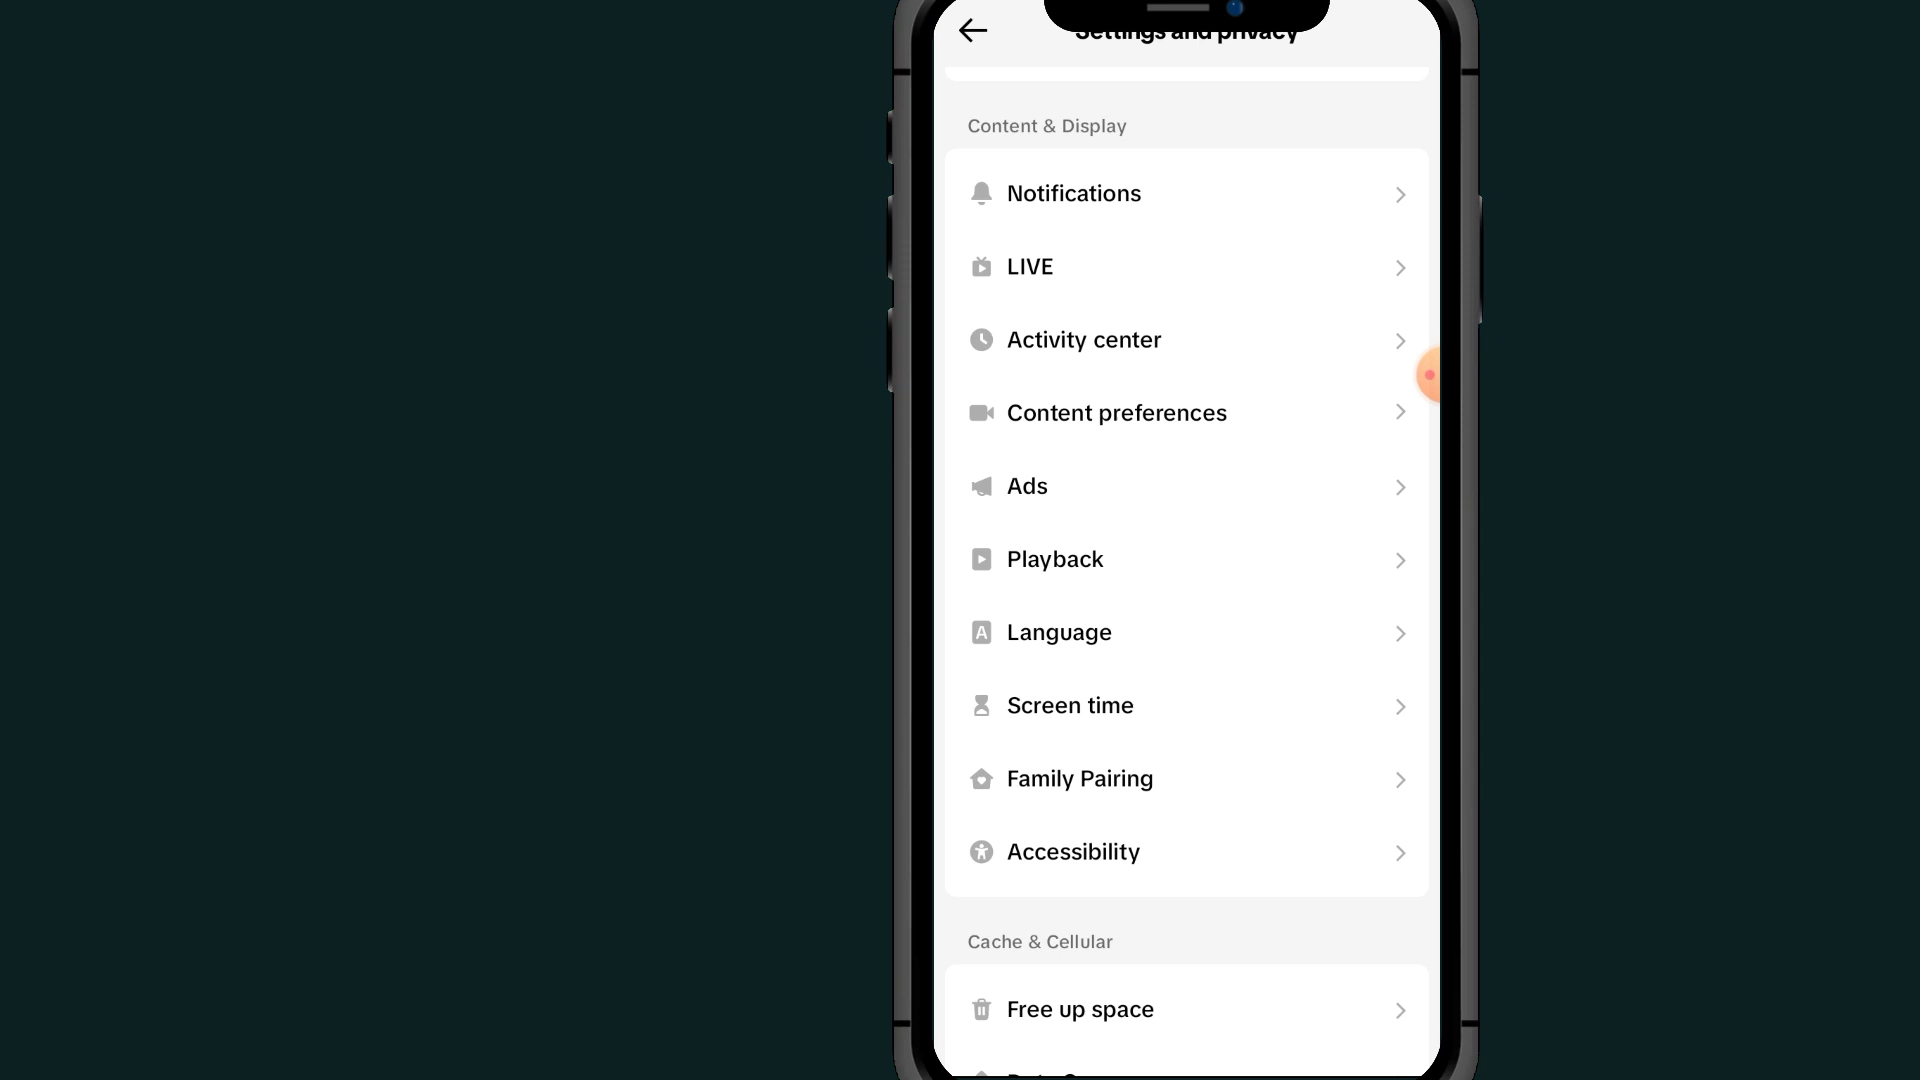 Settings and privacy
Content & Display
Notifications
LIVE
Activity center
Content preferences
Ads
Playback
Language
Screen time
Family Pairing
Accessibility
Cache & Cellular
Free up space